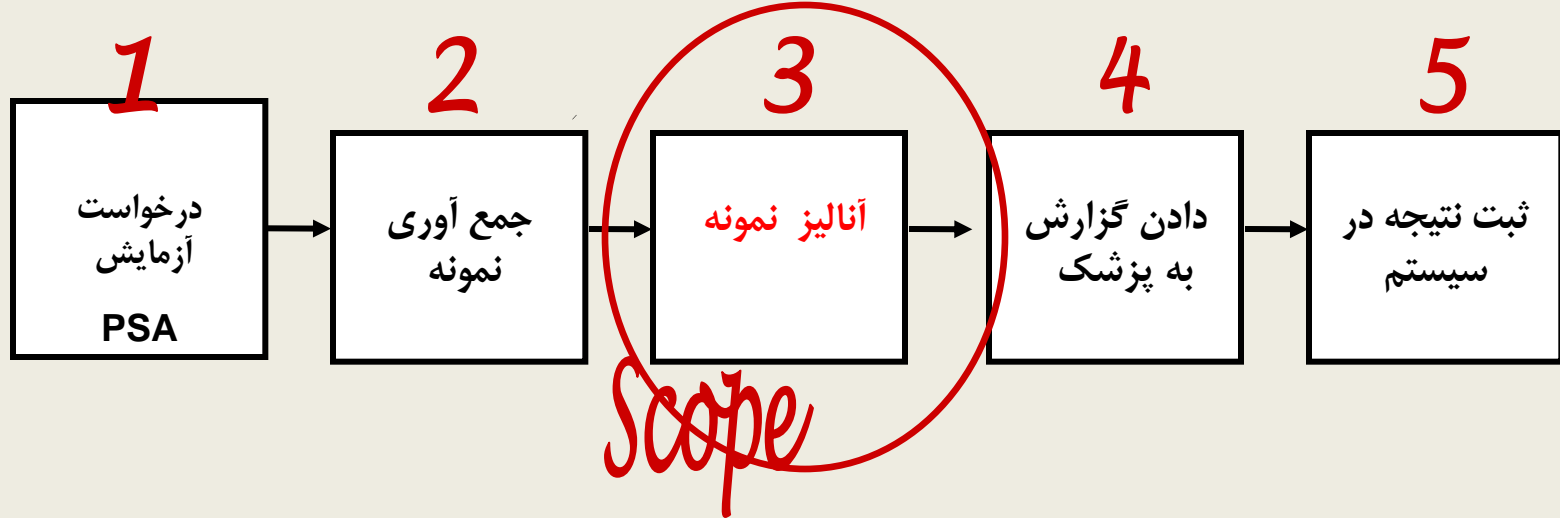 1
درخواست
آزمایش
PSA
2
جمع آوری
نمونه
3
آنالیز نمونه
4
دادن گزارش
به پزشک
5
ثبت نتیجه در
سیستم
Scope